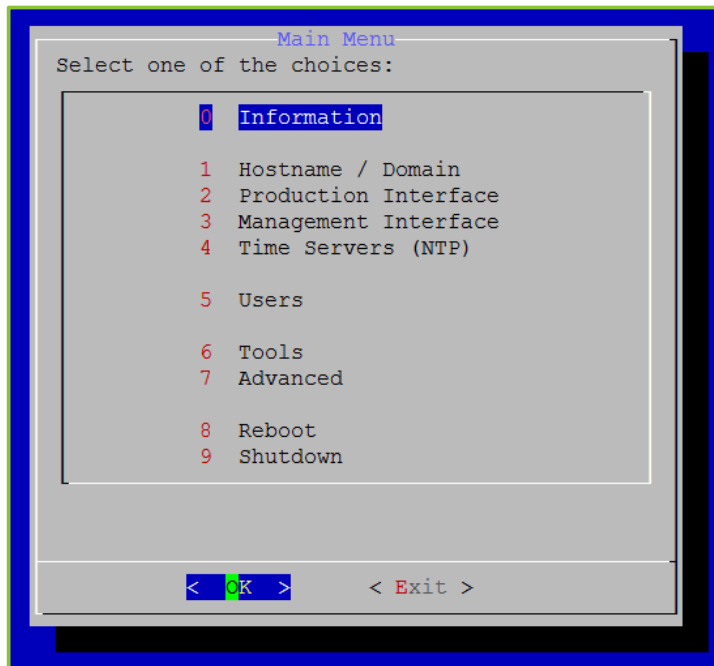 Main Menu
Select one of the choices:
0 Information
1 Hostname / Domain
2 Production Interface
3 Management Interface
4 Time Servers (NTP)
5 Users
6 Tools
7 Advanced
8 Reboot
9 Shutdown
< OK > < Exit >